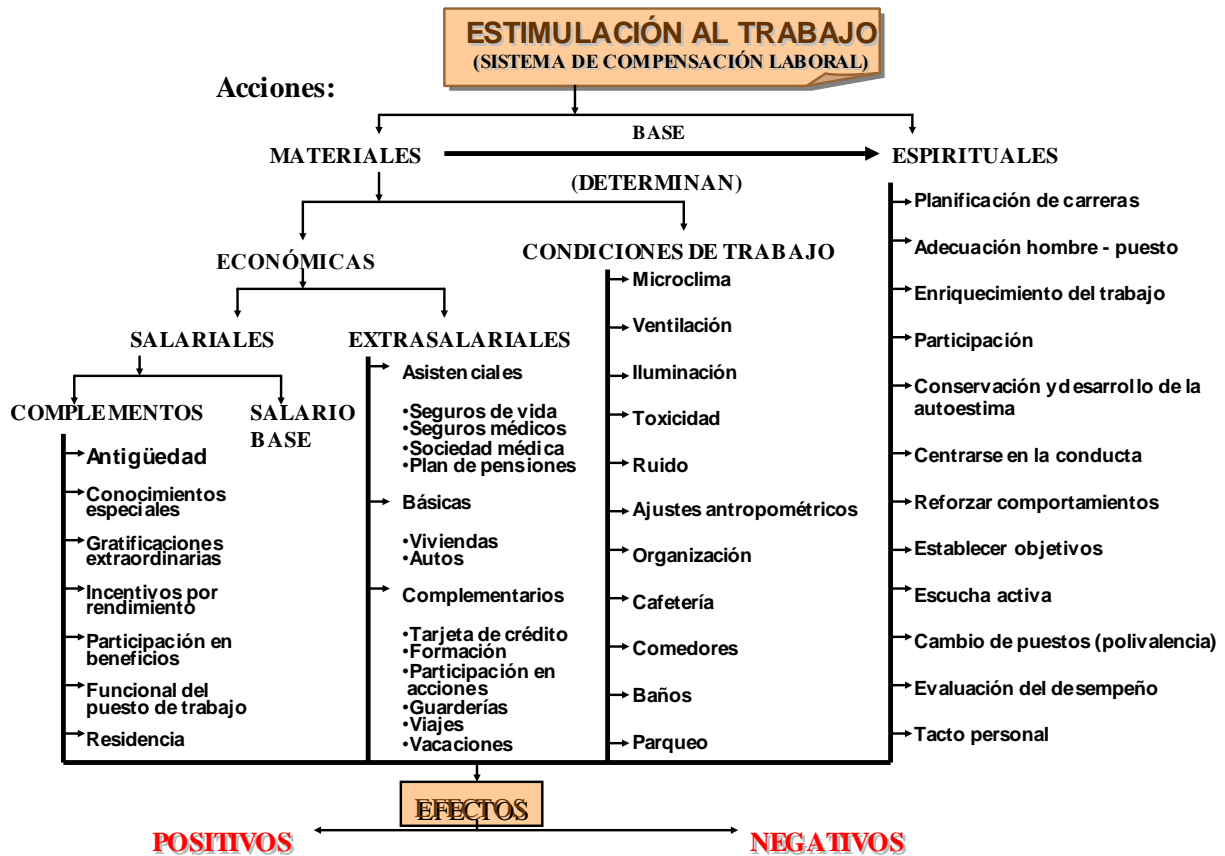 ESTIMULACIÓN AL TRABAJO
(SISTEMA DE COMPENSACIÓN LABORAL)
Acciones:
BASE
MATERIALES
ESPIRITUALES
(DETERMINAN)
ECONÓMICAS
CONDICIONES DE TRABAJO
SALARIALES
EXTRASALARIALES
COMPLEMENTOS
SALARIO
BASE
Antigüedad
Conocimientos
especiales
Gratificaciones
extraordinarias
Incentivos por
rendimiento
Participación en
beneficios
Funcional del
puesto de trabajo
Residencia
Asistenciales
•Seguros de vida
•Seguros médicos
•Sociedad médica
•Plan de pensiones
Básicas
•Viviendas
•Autos
Complementarios
•Tarjeta de crédito
•Formación
•Participación en
acciones
•Guarderías
•Viajes
•Vacaciones
Microclima
Ventilación
Iluminación
Toxicidad
Ruido
Ajustes antropométricos
Organización
Cafetería
Comedores
Baños
Parqueo
Planificación de carreras
Adecuación hombre - puesto
Enriquecimiento del trabajo
Participación
Conservación y desarrollo de la
autoestima
Centrarse en la conducta
Reforzar comportamientos
Establecer objetivos
Escucha activa
Cambio de puestos (polivalencia)
Evaluación del desempeño
Tacto personal
EFECTOS
POSITIVOS
NEGATIVOS